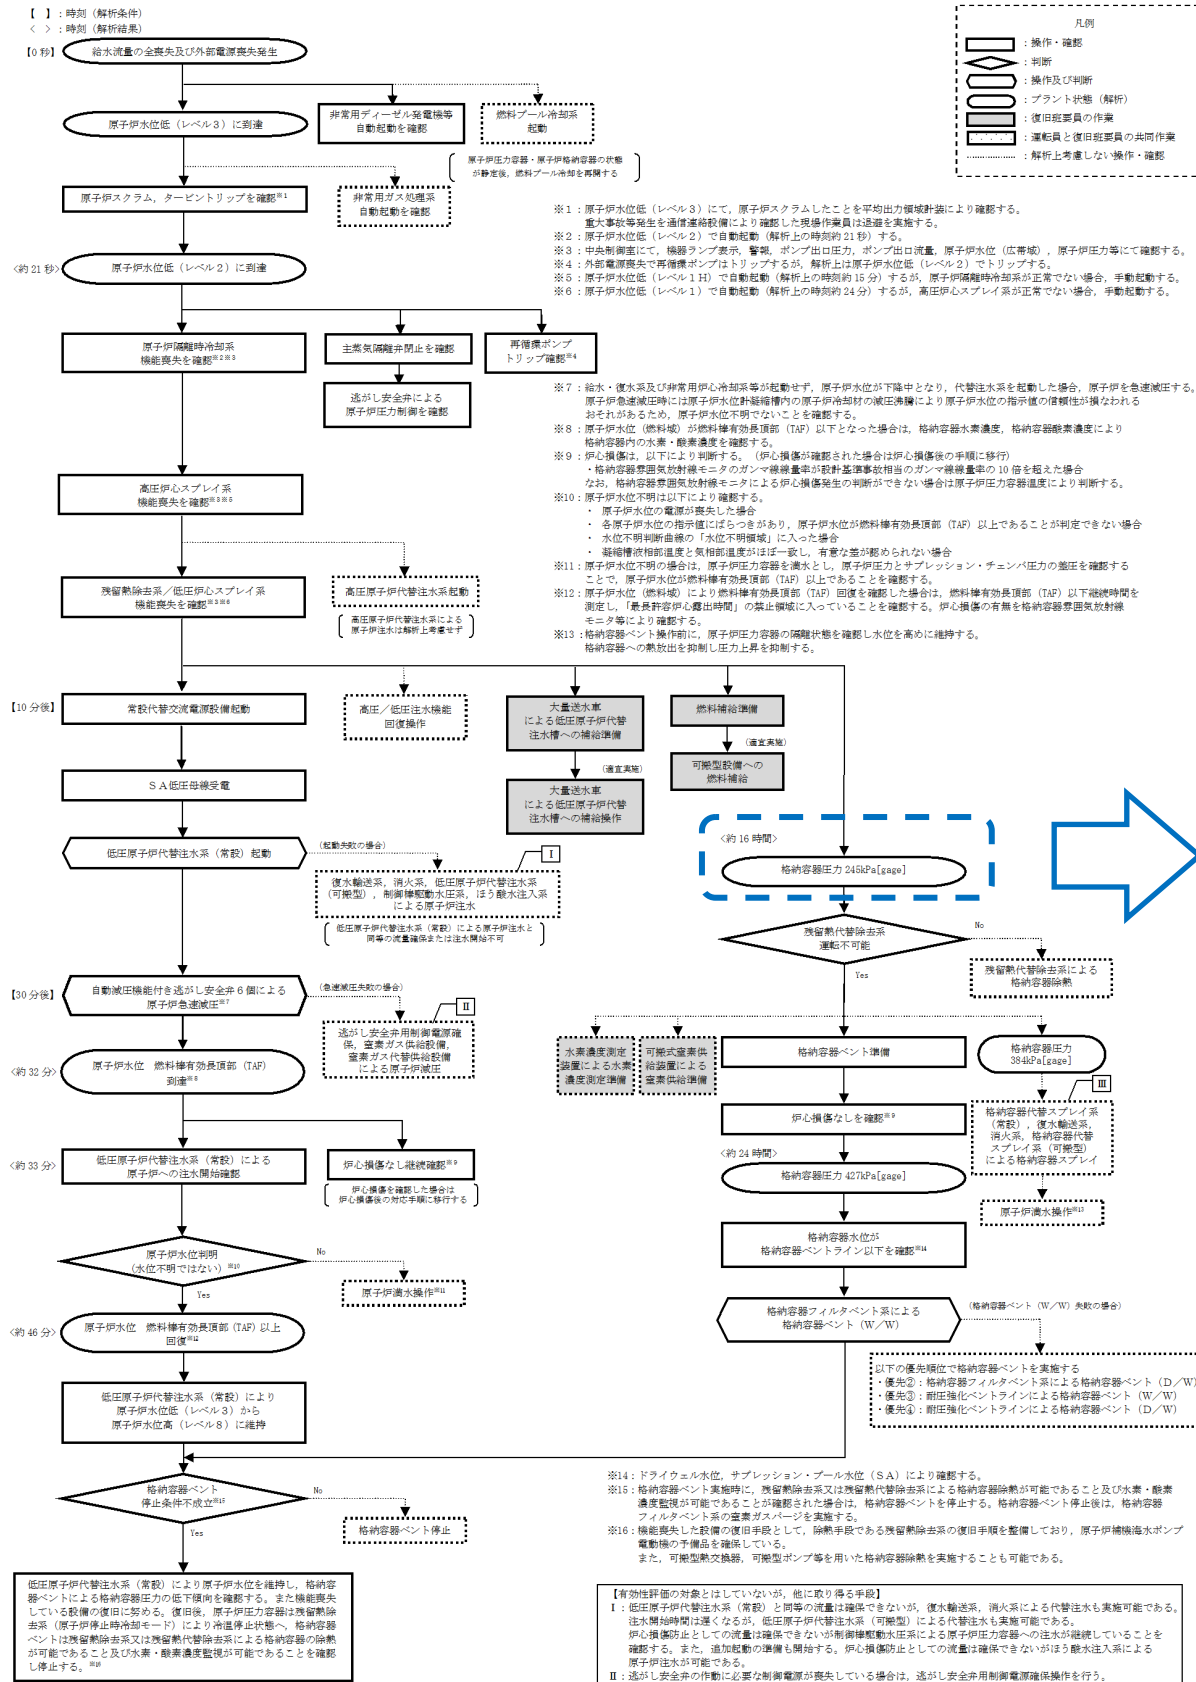 【　】：時刻（解析条件）
＜　＞：時刻（解析結果）
【0 秒】
給水流量の全喪失及び外部電源喪失発生
原子炉水位低（レベル３）に到達
非常用ディーゼル発電機等
自動起動を確認
燃料プール冷却系
起動
原子炉圧力容器・原子炉格納容器の状態
が静定後，燃料プール冷却を再開する
原子炉スクラム，タービントリップを確認※1
非常用ガス処理系
自動起動を確認
＜約 21 秒＞
原子炉水位低（レベル２）に到達
原子炉隔離時冷却系
機能喪失を確認※2※3
主蒸気隔離弁閉止を確認
再循環ポンプ
トリップ確認※4
逃がし安全弁による
原子炉圧力制御を確認
高圧炉心スプレイ系
機能喪失を確認※3※5
残留熱除去系／低圧炉心スプレイ系
機能喪失を確認※3※6
高圧原子炉代替注水系起動
高圧原子炉代替注水系による
原子炉注水は解析上考慮せず
凡例
：操作・確認
：判断
：操作及び判断
：プラント状態（解析）
：復旧班要員の作業
：運転員と復旧班要員の共同作業
：解析上考慮しない操作・確認
※１：原子炉水位低（レベル３）にて，原子炉スクラムしたことを平均出力領域計装により確認する。
重大事故等発生を通信連絡設備により確認した現場作業員は退避を実施する。
※２：原子炉水位低（レベル２）で自動起動（解析上の時刻約 21 秒）する。
※３：中央制御室にて，機器ランプ表示，警報，ポンプ出口圧力，ポンプ出口流量，原子炉水位（広帯域），原子炉圧力等にて確認する。
※４：外部電源喪失で再循環ポンプはトリップするが，解析上は原子炉水位低（レベル２）でトリップする。
※５：原子炉水位低（レベル１Ｈ）で自動起動（解析上の時刻約 15 分）するが，原子炉隔離時冷却系が正常でない場合，手動起動する。
※６：原子炉水位低（レベル１）で自動起動（解析上の時刻約 24 分）するが，高圧炉心スプレイ系が正常でない場合，手動起動する。
※７：給水・復水系及び非常用炉心冷却系等が起動せず，原子炉水位が下降中となり，代替注水系を起動した場合，原子炉を急速減圧する。
原子炉急速減圧時には原子炉水位計凝縮槽内の原子炉冷却材の減圧沸騰により原子炉水位の指示値の信頼性が損なわれる
おそれがあるため，原子炉水位不明でないことを確認する。
※８：原子炉水位（燃料域）が燃料棒有効長頂部（TAF）以下となった場合は，格納容器水素濃度，格納容器酸素濃度により
格納容器内の水素・酸素濃度を確認する。
※９：炉心損傷は，以下により判断する。（炉心損傷が確認された場合は炉心損傷後の手順に移行）
・格納容器雰囲気放射線モニタのガンマ線線量率が設計基準事故相当のガンマ線線量率の 10 倍を超えた場合
なお，格納容器雰囲気放射線モニタによる炉心損傷発生の判断ができない場合は原子炉圧力容器温度により判断する。
※10：原子炉水位不明は以下により確認する。
・　原子炉水位の電源が喪失した場合
・　各原子炉水位の指示値にばらつきがあり，原子炉水位が燃料棒有効長頂部（TAF）以上であることが判定できない場合
・　水位不明判断曲線の「水位不明領域」に入った場合
・　凝縮槽液相部温度と気相部温度がほぼ一致し，有意な差が認められない場合
※11：原子炉水位不明の場合は，原子炉圧力容器を満水とし，原子炉圧力とサプレッション・チェンバ圧力の差圧を確認する
ことで，原子炉水位が燃料棒有効長頂部（TAF）以上であることを確認する。
※12：原子炉水位（燃料域）により燃料棒有効長頂部（TAF）回復を確認した場合は，燃料棒有効長頂部（TAF）以下継続時間を
測定し，「最大許容炉心露出時間」の禁止領域に入っていることを確認する。炉心損傷の有無を格納容器雰囲気放射線
モニタ等により確認する。
※13：格納容器ベント操作前に，原子炉圧力容器の隔離状態を確認し水位を高めに維持する。
格納容器への熱放出を抑制し圧力上昇を抑制する。
【10 分後】
常設代替交流電源設備起動
高圧／低圧注水機能
回復操作
大量送水車
による低圧原子炉代替
注水槽への補給準備
燃料補給準備
（適宜実施）
（適宜実施）
可搬型設備への
燃料補給
ＳＡ低圧母線受電
大量送水車
による低圧原子炉代替
注水槽への補給操作
低圧原子炉代替注水系（常設）起動
（起動失敗の場合）
Ⅰ
復水輸送系，消火系，低圧原子炉代替注水系
（可搬型），制御棒駆動水圧系，ほう酸水注入系
による原子炉注水
低圧原子炉代替注水系（常設）による原子炉注水と
同等の流量確保または注水開始不可
＜約 16 時間＞
格納容器圧力 245kPa[gage]
残留熱代替除去系
運転不可能
No
Yes
残留熱代替除去系による
格納容器除熱
【30 分後】
自動減圧機能付き逃がし安全弁６個による
原子炉急速減圧※7
（急速減圧失敗の場合）
Ⅱ
逃がし安全弁用制御電源確
保，窒素ガス供給設備，
窒素ガス代替供給設備
による原子炉減圧
＜約 32 分＞
原子炉水位　燃料棒有効長頂部（TAF）
到達※8
水素濃度測定
装置による水素
濃度測定準備
可搬式窒素供
給装置による
窒素供給準備
格納容器ベント準備
格納容器圧力
384kPa[gage]
Ⅲ
炉心損傷なしを確認※9
格納容器代替スプレイ系
（常設），復水輸送系，
消火系，格納容器代替
スプレイ系（可搬型）
による格納容器スプレイ
＜約 33 分＞
低圧原子炉代替注水系（常設）による
原子炉への注水開始確認
炉心損傷なし継続確認※9
炉心損傷を確認した場合は
炉心損傷後の対応手順に移行する
＜約 24 時間＞
格納容器圧力 427kPa[gage]
原子炉満水操作※13
原子炉水位判明
（水位不明ではない）※10
No
Yes
原子炉満水操作※11
格納容器水位が
格納容器ベントライン以下を確認※14
＜約 46 分＞
原子炉水位　燃料棒有効長頂部（TAF）以上
回復※12
格納容器フィルタベント系による
格納容器ベント（Ｗ／Ｗ）
（格納容器ベント（Ｗ／Ｗ）失敗の場合）
以下の優先順位で格納容器ベントを実施する
・優先②：格納容器フィルタベント系による格納容器ベント（Ｄ／Ｗ）
・優先③：耐圧強化ベントラインによる格納容器ベント（Ｗ／Ｗ）
・優先④：耐圧強化ベントラインによる格納容器ベント（Ｄ／Ｗ）
低圧原子炉代替注水系（常設）により
原子炉水位低（レベル３）から
原子炉水位高（レベル８）に維持
格納容器ベント
停止条件不成立※15
No
Yes
格納容器ベント停止
※14：ドライウェル水位，サプレッション・プール水位（ＳＡ）により確認する。
※15：格納容器ベント実施時に，残留熱除去系又は残留熱代替除去系による格納容器除熱が可能であること及び水素・酸素
濃度監視が可能であることが確認された場合は，格納容器ベントを停止する。格納容器ベント停止後は，格納容器
フィルタベント系の窒素ガスパージを実施する。
※16：機能喪失した設備の復旧手段として，除熱手段である残留熱除去系の復旧手順を整備しており，原子炉補機海水ポンプ
電動機の予備品を確保している。
また，可搬型熱交換器，可搬型ポンプ等を用いた格納容器除熱を実施することも可能である。
低圧原子炉代替注水系（常設）により原子炉水位を維持し，格納容
器ベントによる格納容器圧力の低下傾向を確認する。また機能喪失
している設備の復旧に努める。復旧後，原子炉圧力容器は残留熱除
去系（原子炉停止時冷却モード）により冷温停止状態へ，格納容器
ベントは残留熱除去系又は残留熱代替除去系による格納容器の除熱
が可能であること及び水素・酸素濃度監視が可能であることを確認
し停止する。※16
【有効性評価の対象とはしていないが，他に取り得る手段】
Ⅰ：低圧原子炉代替注水系（常設）と同等の流量は確保できないが，復水輸送系，消火系による代替注水も実施可能である。
注水開始時間は遅くなるが，低圧原子炉代替注水系（可搬型）による代替注水も実施可能である。
炉心損傷防止としての流量は確保できないが制御棒駆動水圧系による原子炉圧力容器への注水が継続していることを
確認する。また，追加起動の準備も開始する。炉心損傷防止としての流量は確保できないがほう酸水注入系による
原子炉注水が可能である。
Ⅱ：逃がし安全弁の作動に必要な制御電源が喪失している場合は，逃がし安全弁用制御電源確保操作を行う。